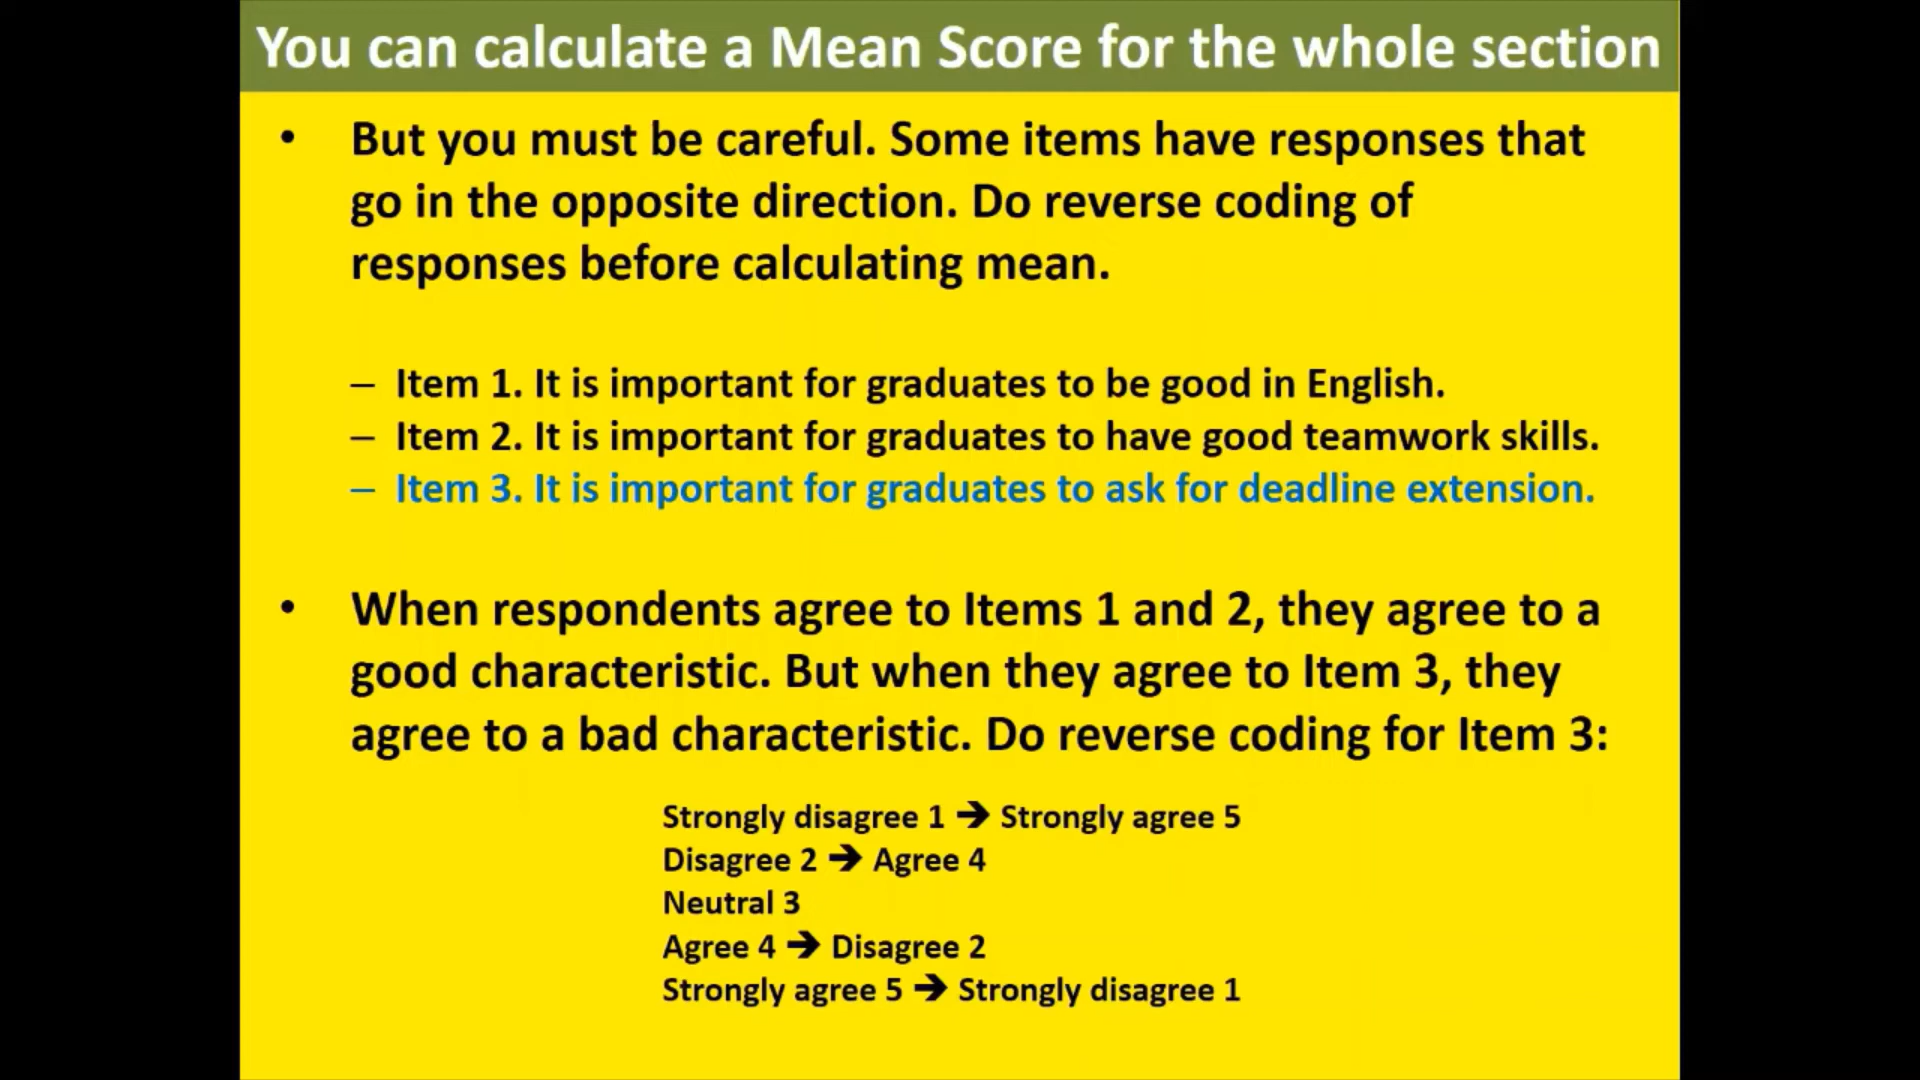 You can calculate a Mean Score for the whole section
• But you must be careful. Some items have responses that
go in the opposite direction. Do reverse coding of
responses before calculating mean.
– Item 1. It is important for graduates to be good in English.
– Item 2. It is important for graduates to have good teamwork skills.
– Item 3. It is important for graduates to ask for deadline extension.
• When respondents agree to Items 1 and 2, they agree to a
good characteristic. But when they agree to Item 3, they
agree to a bad characteristic. Do reverse coding for Item 3:
Strongly disagree 1 → Strongly agree 5
Disagree 2 → Agree 4
Neutral 3
Agree 4 → Disagree 2
Strongly agree 5 → Strongly disagree 1